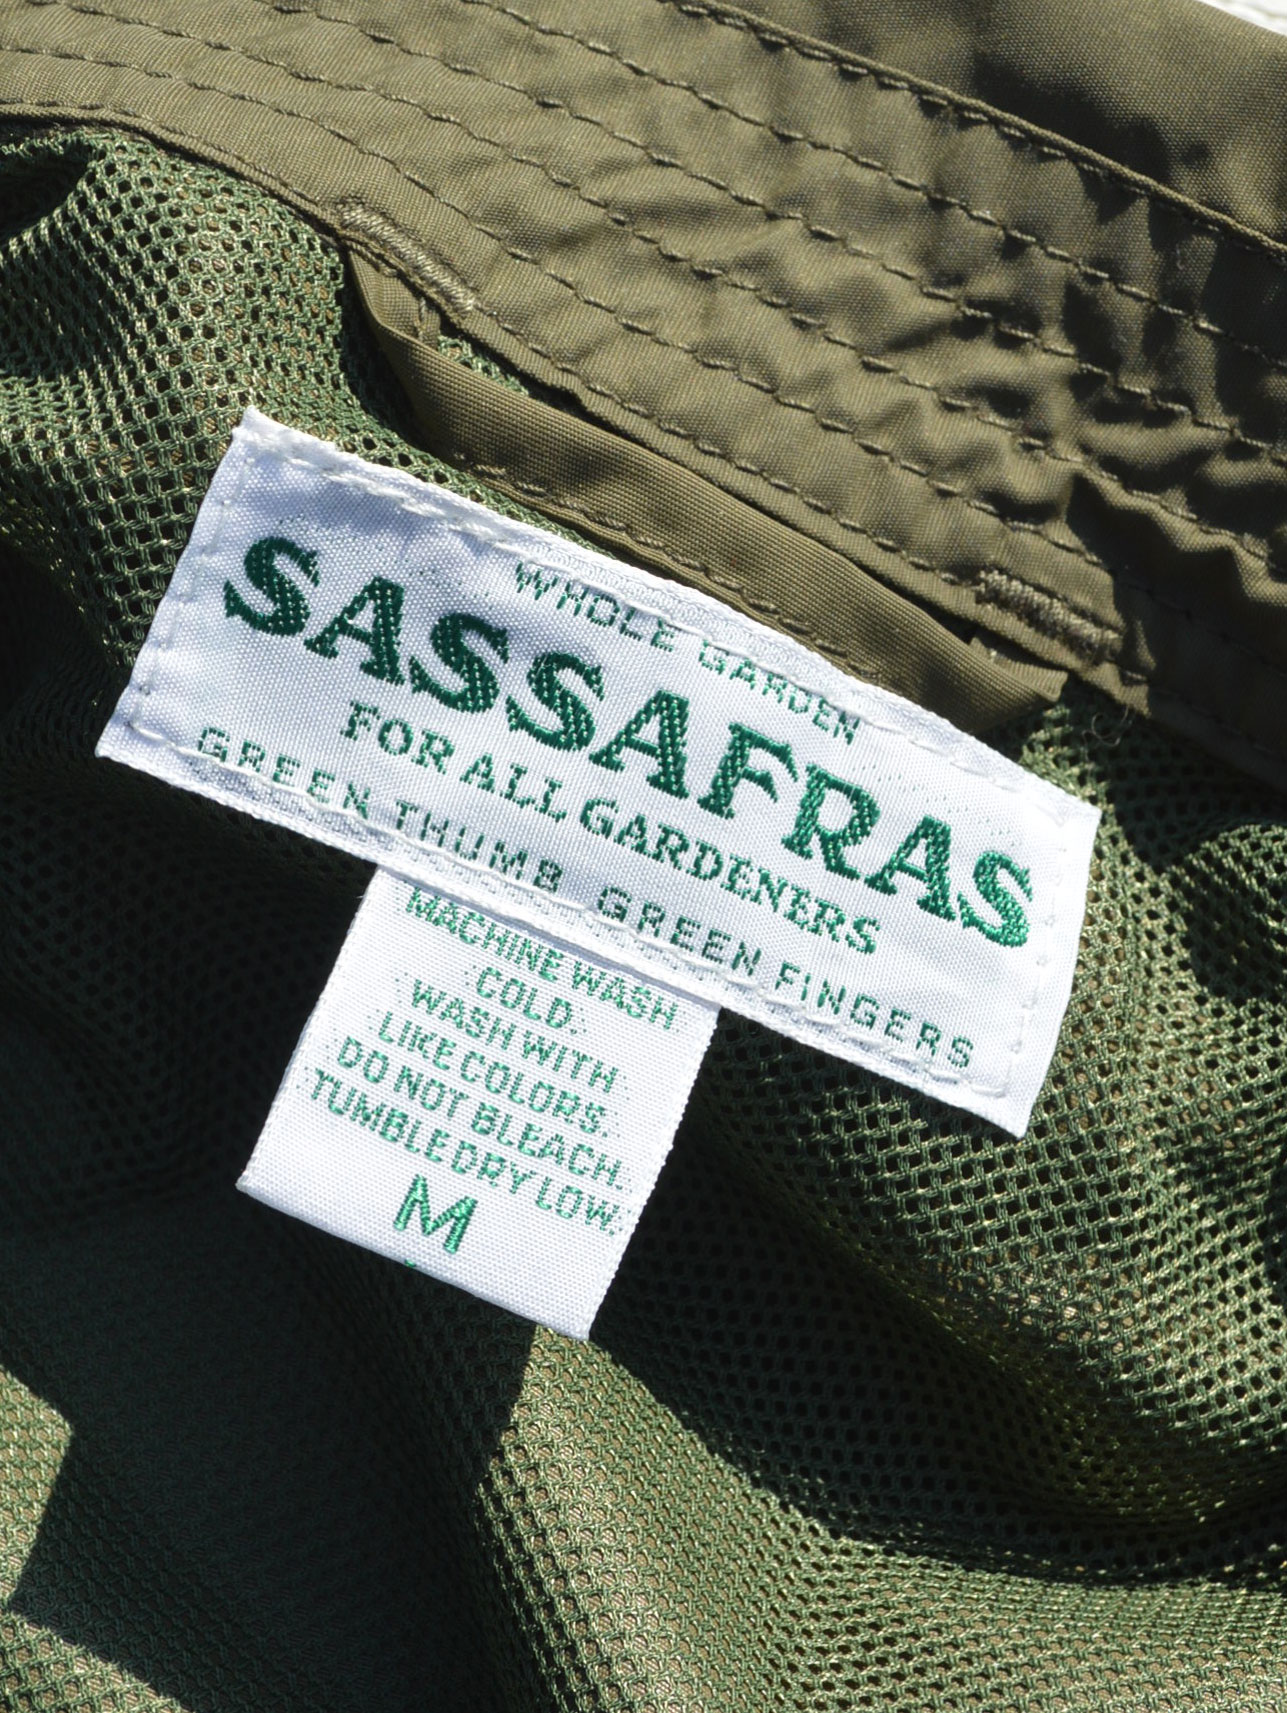 WHOLE GARDEN
SASSAFRAS
FOR ALL GARDENERS
GREEN THUMB GREEN FINGERS
MACHINE WASH
COLD.
WASH WITH
LIKE COLORS.
DO NOT BLEACH.
TUMBLE DRY LOW.
M